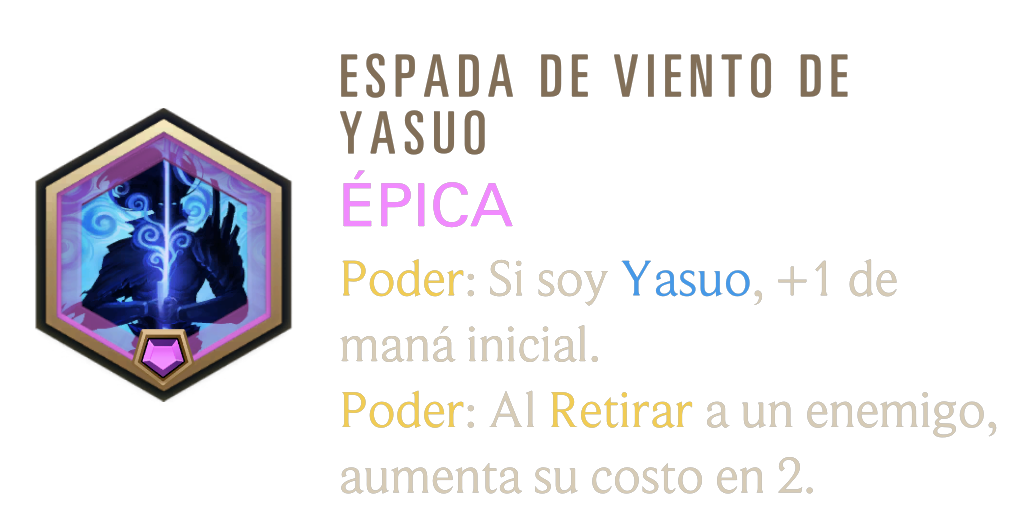 ESPADA DE VIENTO DE
YASUO
ÉPICA
Poder: Si soy Yasuo, +1 de
maná inicial.
Poder: Al Retirar a un enemigo,
aumenta su costo en 2.